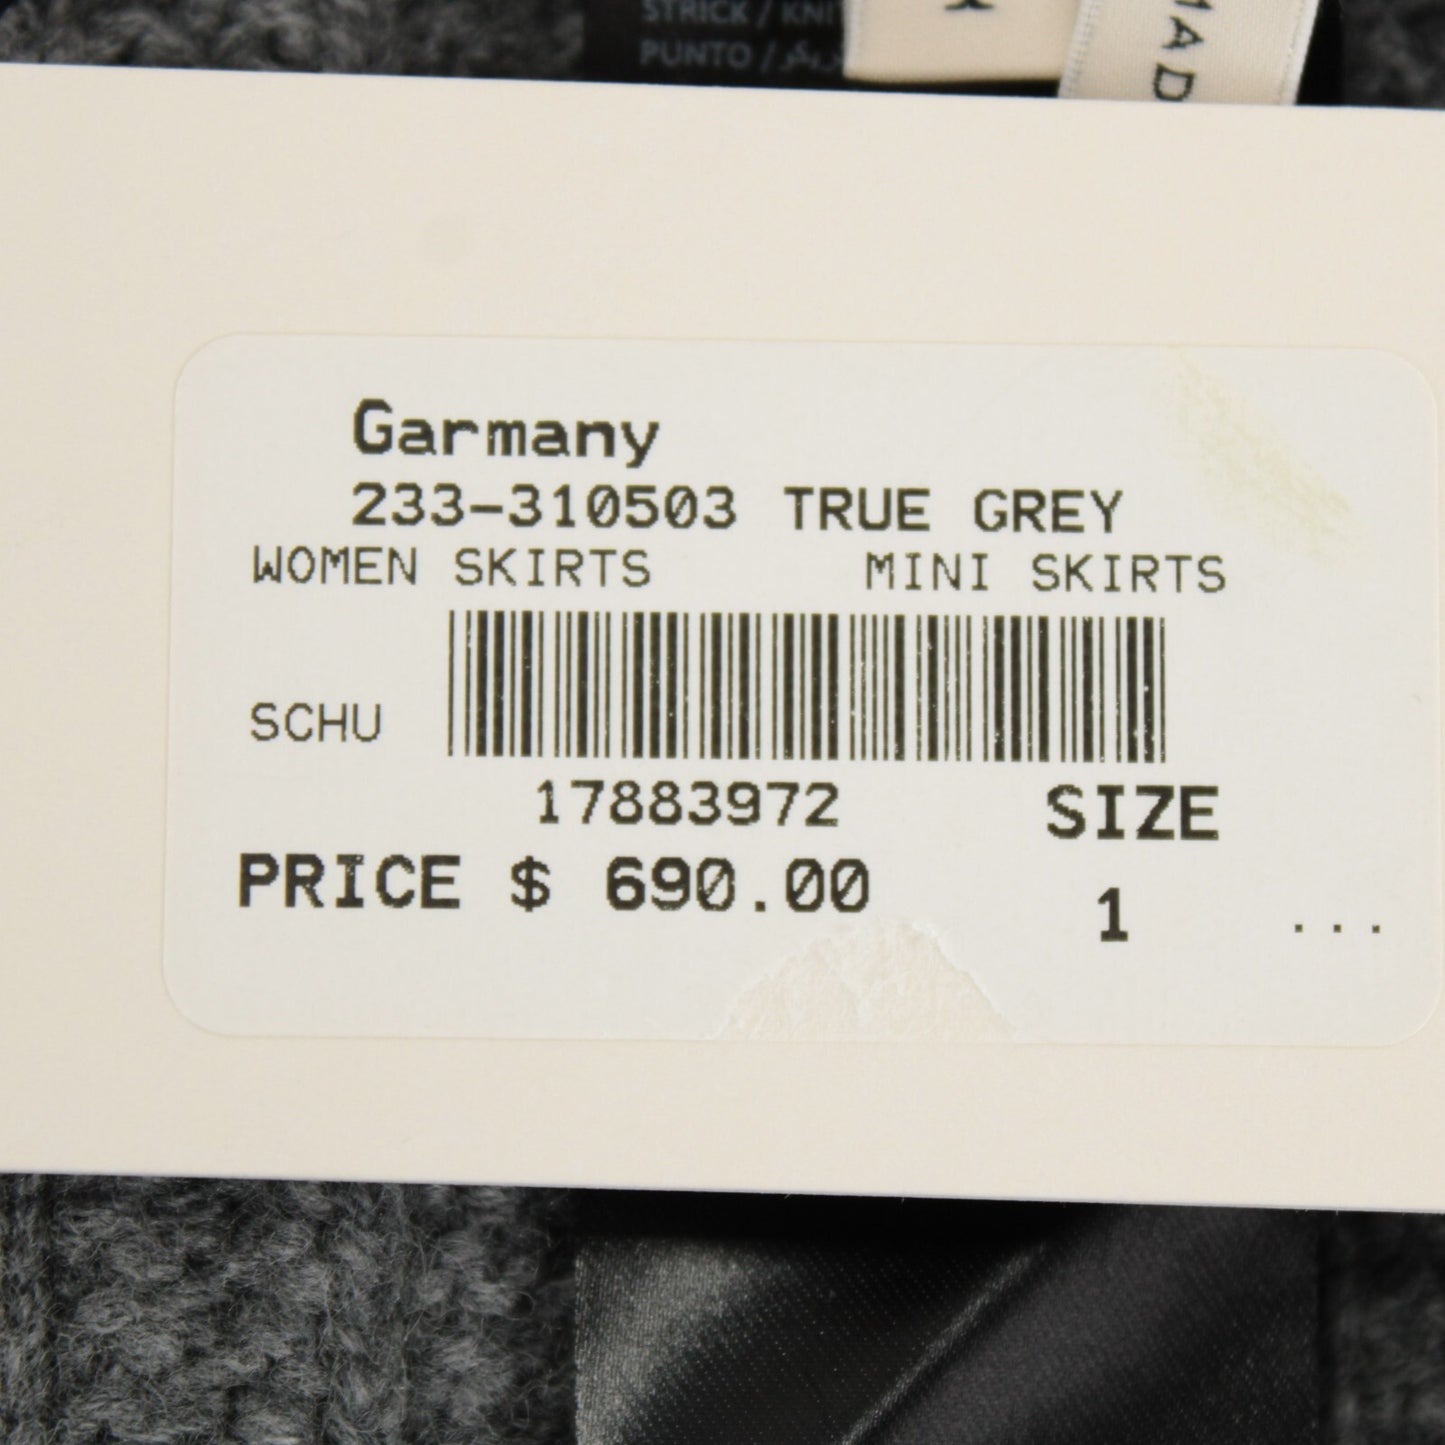 STRICK / KNIT
PUNTO /
MAD
Garmany
233-310503 TRUE GREY
WOMEN SKIRTS MINI SKIRTS
SCHU
17883972 SIZE
PRICE $ 690.00 1 ...